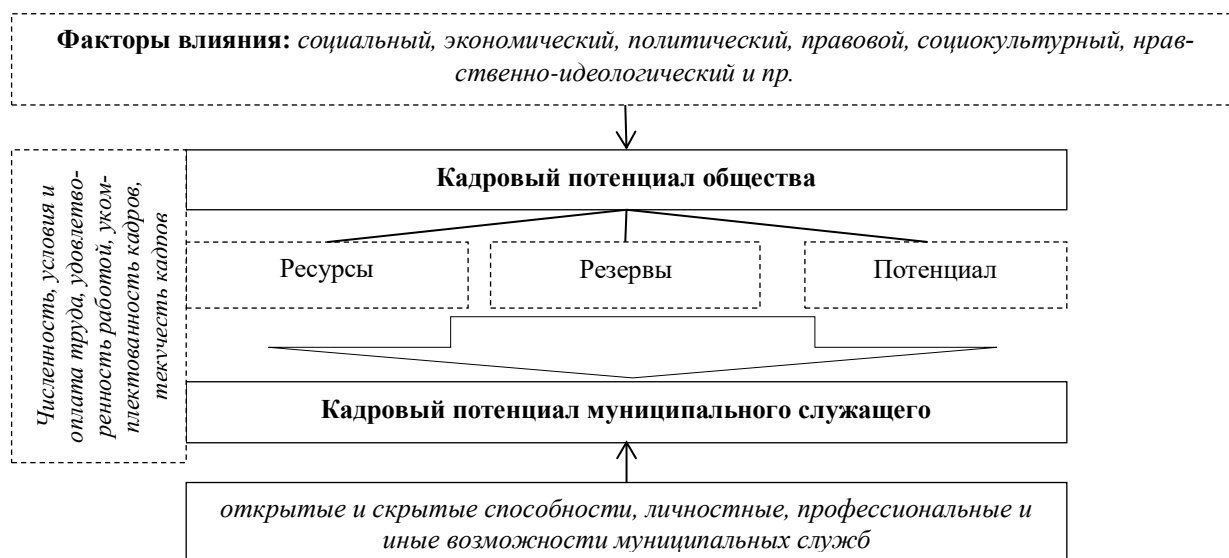 Факторы влияния: социальный, экономический, политический, правовой, социокультурный, нрав-
ственно-идеологический и пр.
Численность, условия и
оплата труда, удовлетво-
ренность работой, уком-
плектованность кадров,
текучесть кадров
Кадровый потенциал общества
Ресурсы
Резервы
Потенциал
Кадровый потенциал муниципального служащего
открытые и скрытые способности, личностные, профессиональные и
иные возможности муниципальных служб